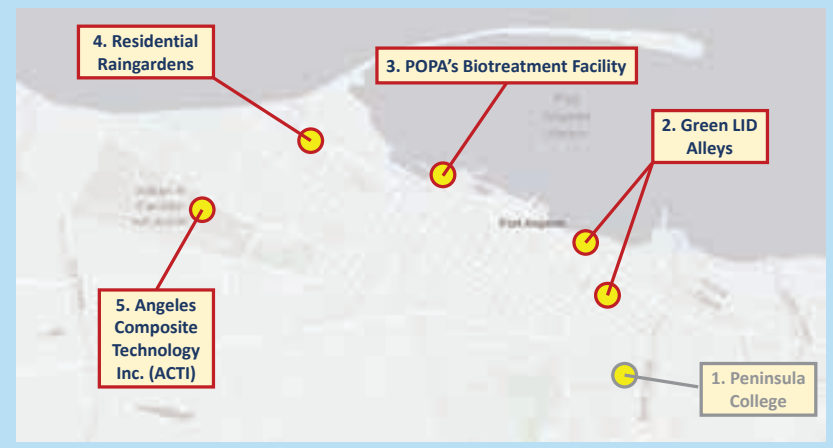 4. Residential
Raingardens
3. POPA's Biotreatment Facility
2. Green LID
Alleys
Port Angeles
5. Angeles
Composite
Technology
Inc. (ACTI)
1. Peninsula
College